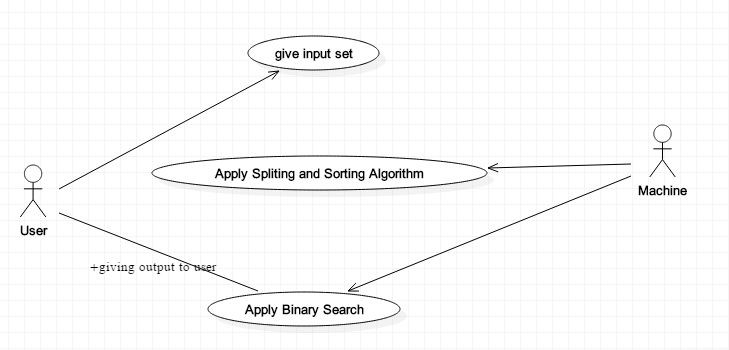 give input set
Apply Spliting and Sorting Algorithm
Machine
User
+giving output to user
Apply Binary Search